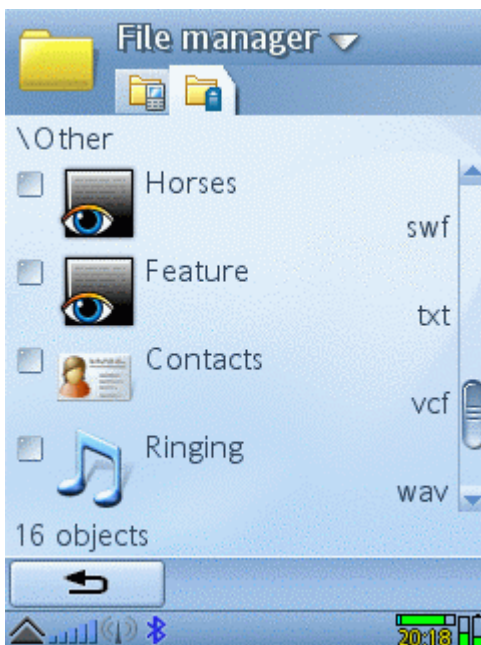 File manager
\Other
Horses
swf
Feature
txt
Contacts
vcf
Ringing
wav
16 objects
20:18